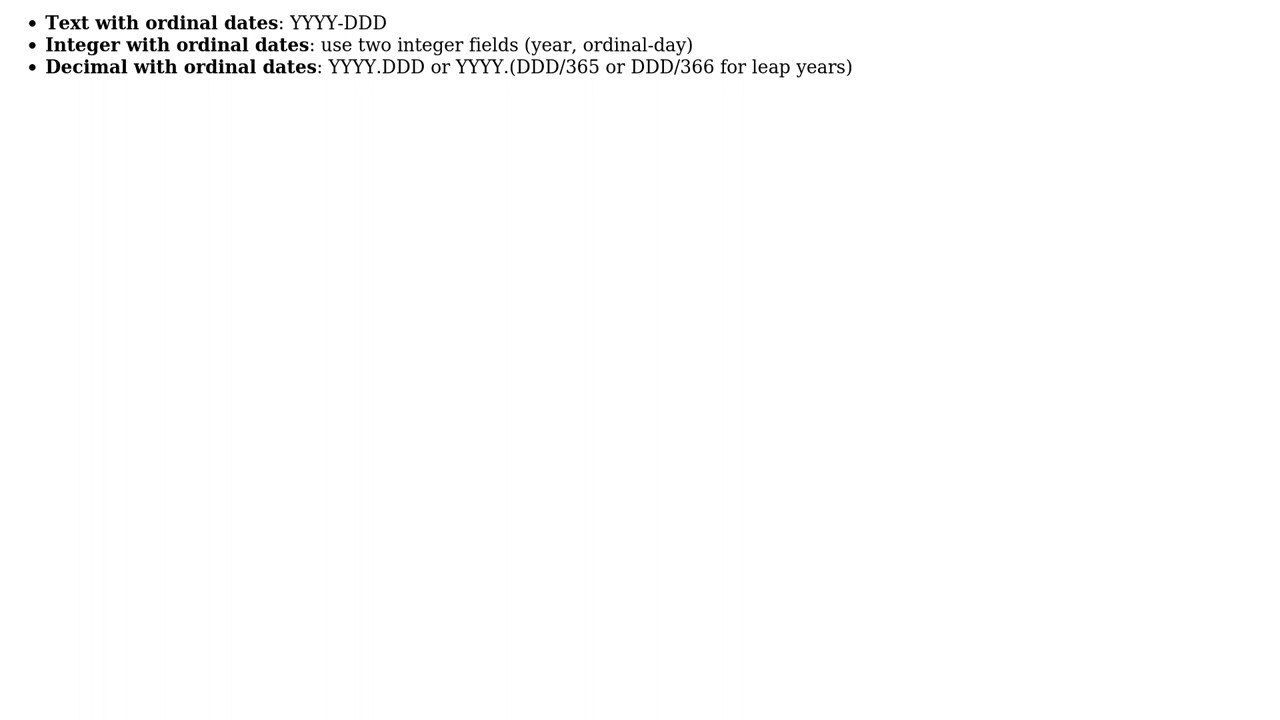 • Text with ordinal dates: YYYY-DDD
• Integer with ordinal dates: use two integer fields (year, ordinal-day)
• Decimal with ordinal dates: YYYY.DDD or YYYY.(DDD/365 or DDD/366 for leap years)